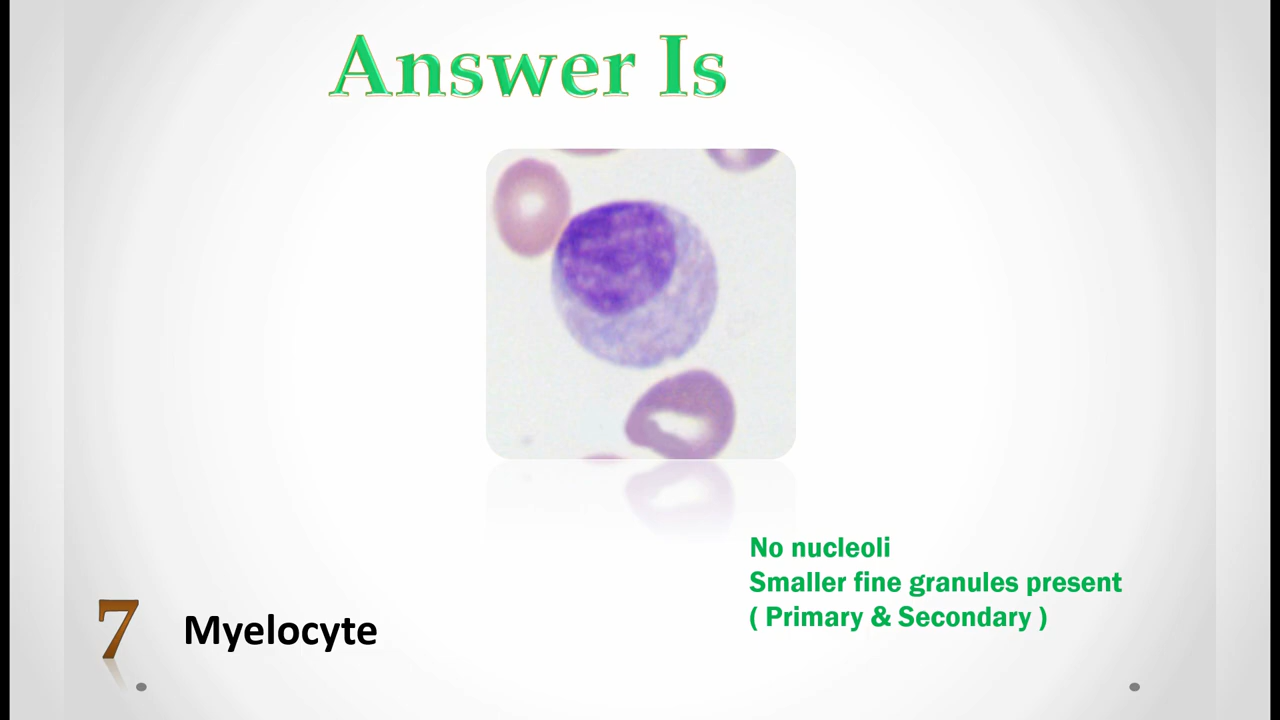 Answer Is
No nucleoli
Smaller fine granules present
( Primary & Secondary )
7 Myelocyte